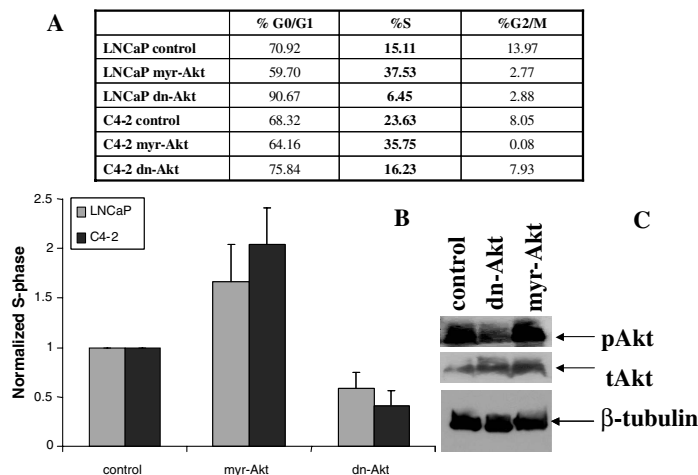 A
% G0/G1 %S %G2/M
LNCaP control 70.92 15.11 13.97
LNCaP myr-Akt 59.70 37.53 2.77
LNCaP dn-Akt 90.67 6.45 2.88
C4-2 control 68.32 23.63 8.05
C4-2 myr-Akt 64.16 35.75 0.08
C4-2 dn-Akt 75.84 16.23 7.93
B
Normalized S-phase
2.5
2
1.5
1
0.5
0
LNCaP
C4-2
control myr-Akt dn-Akt
C
control
dn-Akt
myr-Akt
pAkt
tAkt
β-tubulin